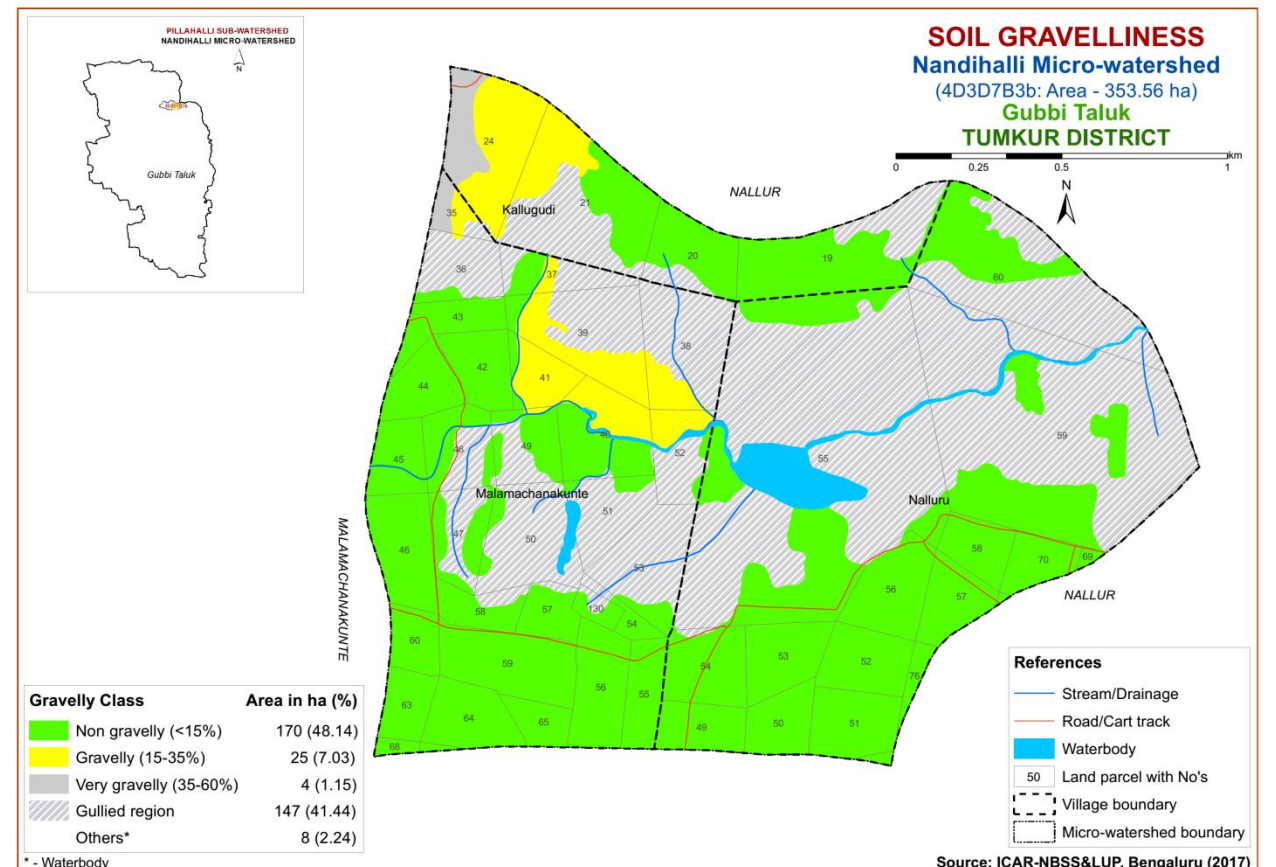 PILLAHALLI SUB-WATERSHED
NANDIHALLI MICRO-WATERSHED
N
Gubbi Taluk
SOIL GRAVELLINESS
Nandihalli Micro-watershed
(4D3D7B3b: Area - 353.56 ha)
Gubbi Taluk
TUMKUR DISTRICT
km
0 0.25 0.5 1
N
NALLUR
24
35
Kallugudi
21
20
19
60
36
37
43
39
38
42
41
44
40
48
49
52
55
59
45
Malamachanakunte
51
Nalluru
47
50
46
53
58
70
69
MALAMACHANAKUNTE
58
57
130
54
56
57
NALLUR
60
59
54
53
52
76
56
55
63
64
65
49
50
51
68
Gravelly Class Area in ha (%)
Non gravelly (<15%) 170 (48.14)
Gravelly (15-35%) 25 (7.03)
Very gravelly (35-60%) 4 (1.15)
Gullied region 147 (41.44)
Others* 8 (2.24)
* - Waterbody
References
Stream/Drainage
Road/Cart track
Waterbody
50 Land parcel with No's
Village boundary
Micro-watershed boundary
Source: ICAR-NBSS&LUP, Bengaluru (2017)